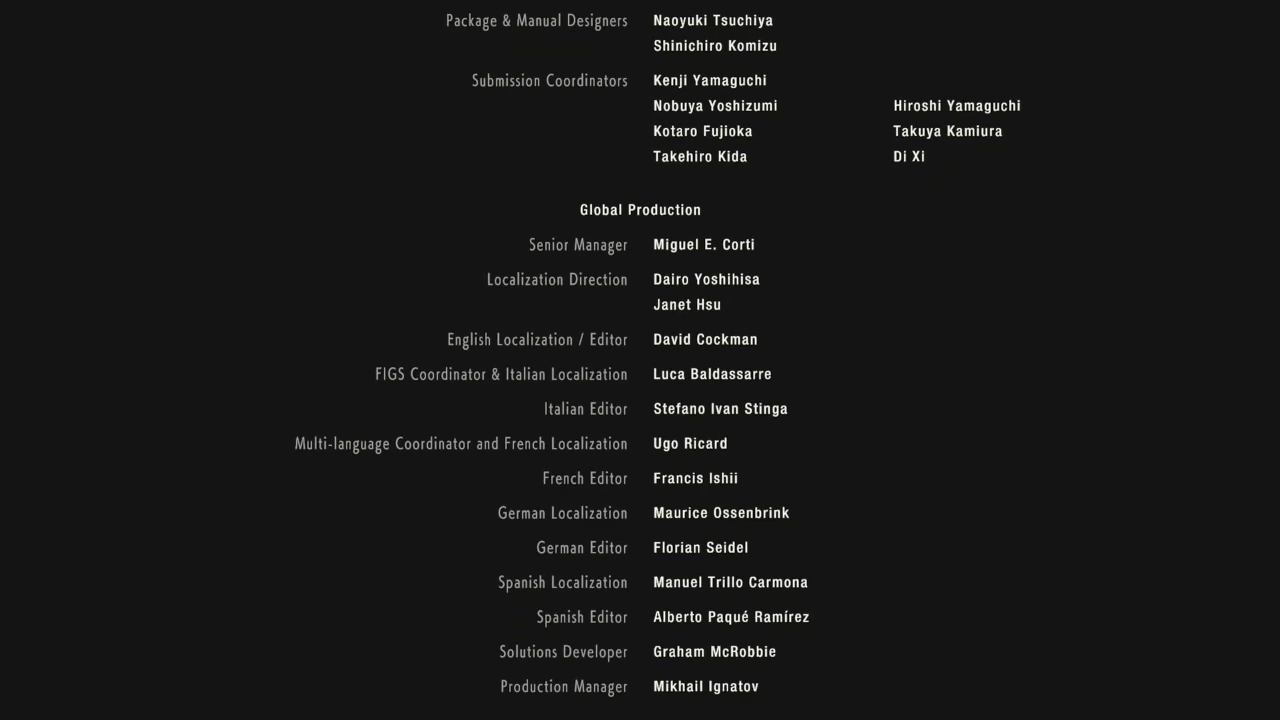 Package & Manual Designers Naoyuki Tsuchiya
Shinichiro Komizu
Submission Coordinators Kenji Yamaguchi
Nobuya Yoshizumi Hiroshi Yamaguchi
Kotaro Fujioka Takuya Kamiura
Takehiro Kida Di Xi
Global Production
Senior Manager Miguel E. Corti
Localization Direction Dairo Yoshihisa
Janet Hsu
English Localization / Editor David Cockman
FIGS Coordinator & Italian Localization Luca Baldassarre
Italian Editor Stefano Ivan Stinga
Multi-language Coordinator and French Localization Ugo Ricard
French Editor Francis Ishii
German Localization Maurice Ossenbrink
German Editor Florian Seidel
Spanish Localization Manuel Trillo Carmona
Spanish Editor Alberto Paqué Ramírez
Solutions Developer Graham McRobbie
Production Manager Mikhail Ignatov